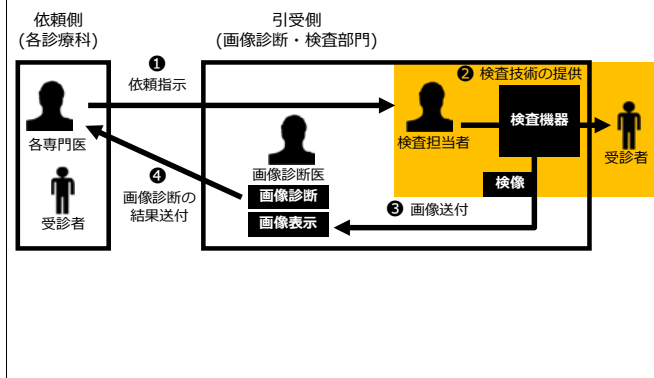 依頼側
(各診療科)
引受側
(画像診断・検査部門)
❶
依頼指示
❷ 検査技術の提供
検査機器
各専門医
検査担当者
受診者
画像診断医
❹
画像診断の
結果送付
画像診断
検像
受診者
画像表示
❸ 画像送付